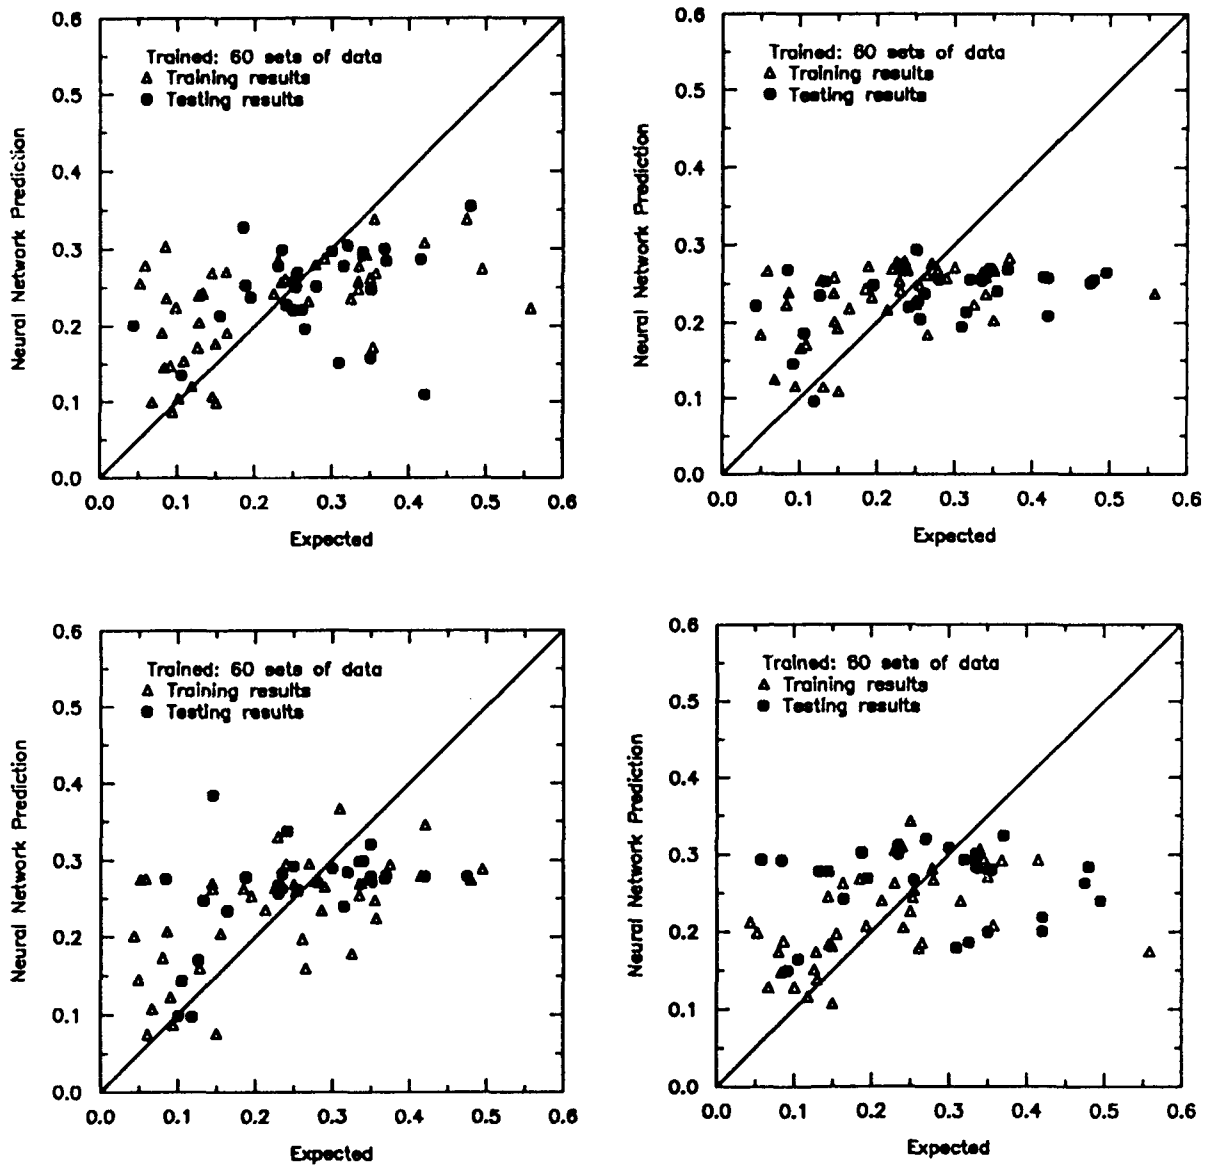 0.6
Trained: 60 sets of data
Training results
Testing results
0.5
0.4
0.3
0.2
0.1
0.0
Neural Network Prediction
0.0 0.1 0.2 0.3 0.4 0.5 0.6
Expected
0.6
Trained: 60 sets of data
Training results
Testing results
0.5
0.4
0.3
0.2
0.1
0.0
Neural Network Prediction
0.0 0.1 0.2 0.3 0.4 0.5 0.6
Expected
0.6
Trained: 60 sets of data
Training results
Testing results
0.5
0.4
0.3
0.2
0.1
0.0
Neural Network Prediction
0.0 0.1 0.2 0.3 0.4 0.5 0.6
Expected
0.6
Trained: 60 sets of data
Training results
Testing results
0.5
0.4
0.3
0.2
0.1
0.0
Neural Network Prediction
0.0 0.1 0.2 0.3 0.4 0.5 0.6
Expected